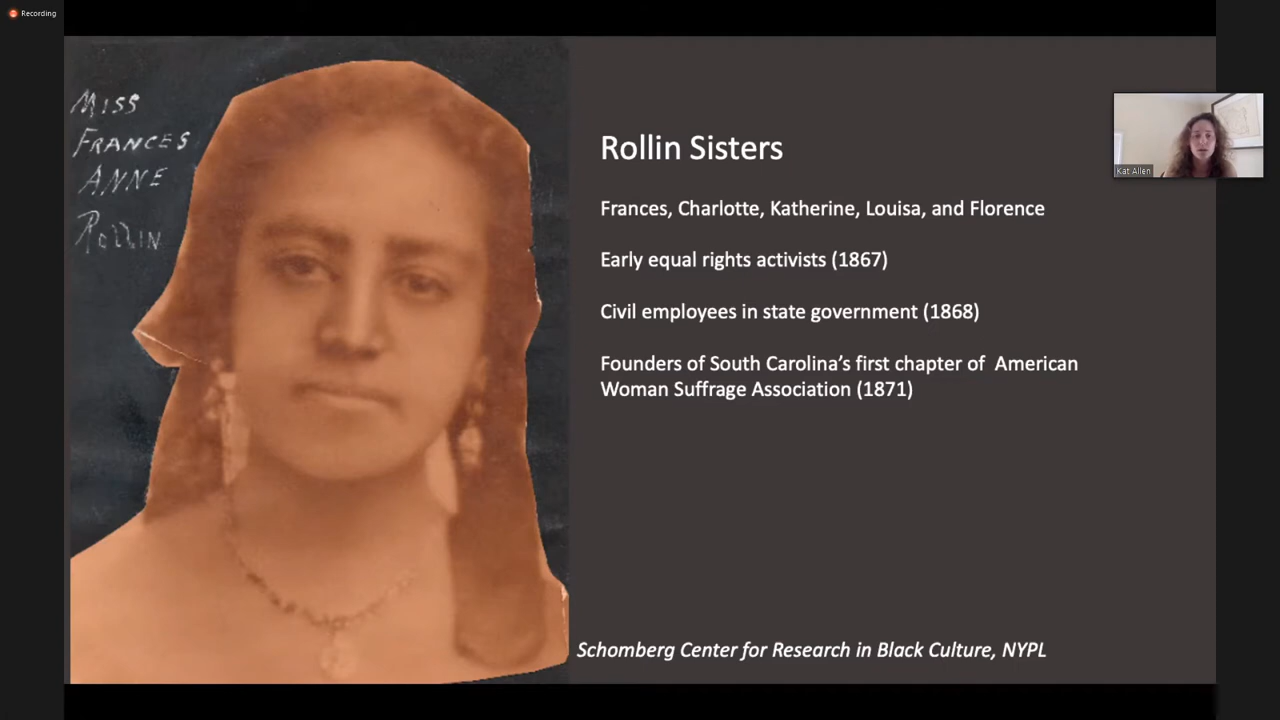 Recording
MISS
FRANCES
ANNE
ROLLIN
Rollin Sisters
Frances, Charlotte, Katherine, Louisa, and Florence
Early equal rights activists (1867)
Civil employees in state government (1868)
Founders of South Carolina’s first chapter of American
Woman Suffrage Association (1871)
Schomberg Center for Research in Black Culture, NYPL
Kat Allen